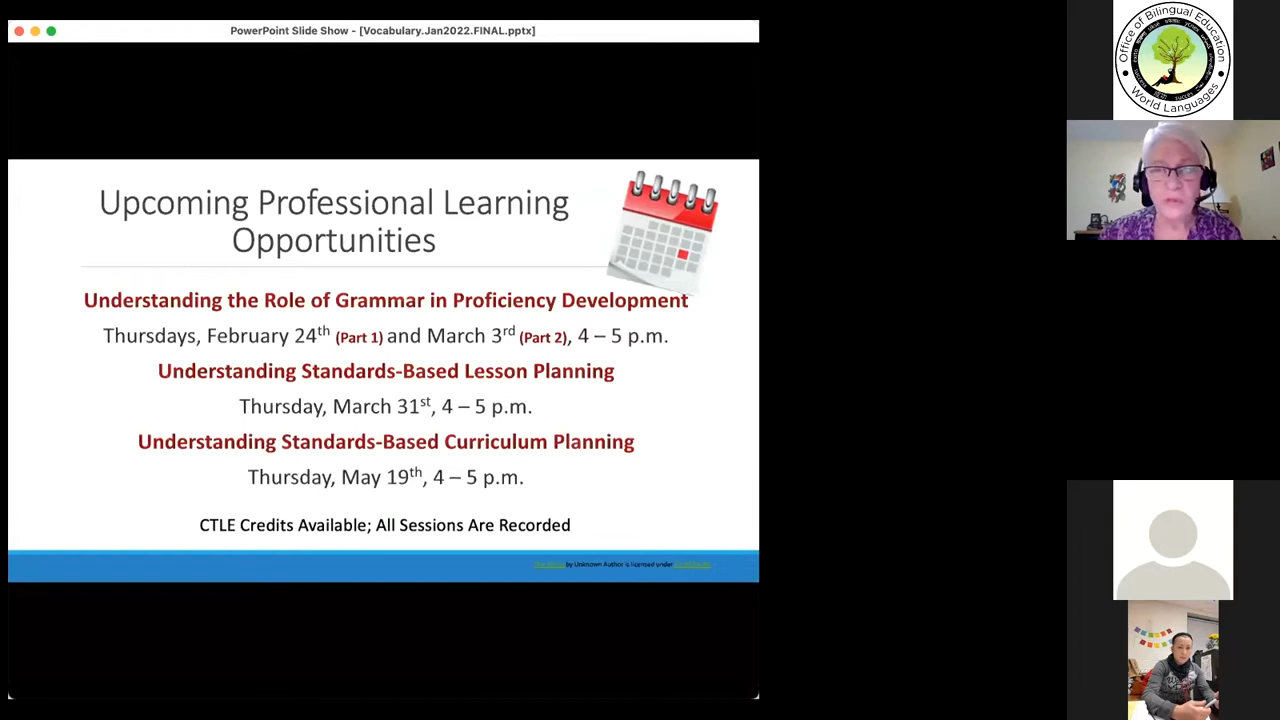 PowerPoint Slide Show - [Vocabulary.Jan2022.FINAL.pptx]
Upcoming Professional Learning
Opportunities
Understanding the Role of Grammar in Proficiency Development
Thursdays, February 24th (Part 1) and March 3rd (Part 2), 4 – 5 p.m.
Understanding Standards-Based Lesson Planning
Thursday, March 31st, 4 – 5 p.m.
Understanding Standards-Based Curriculum Planning
Thursday, May 19th, 4 – 5 p.m.
CTLE Credits Available; All Sessions Are Recorded
by Unknown Author is licensed under
Office of Bilingual Education
World Languages